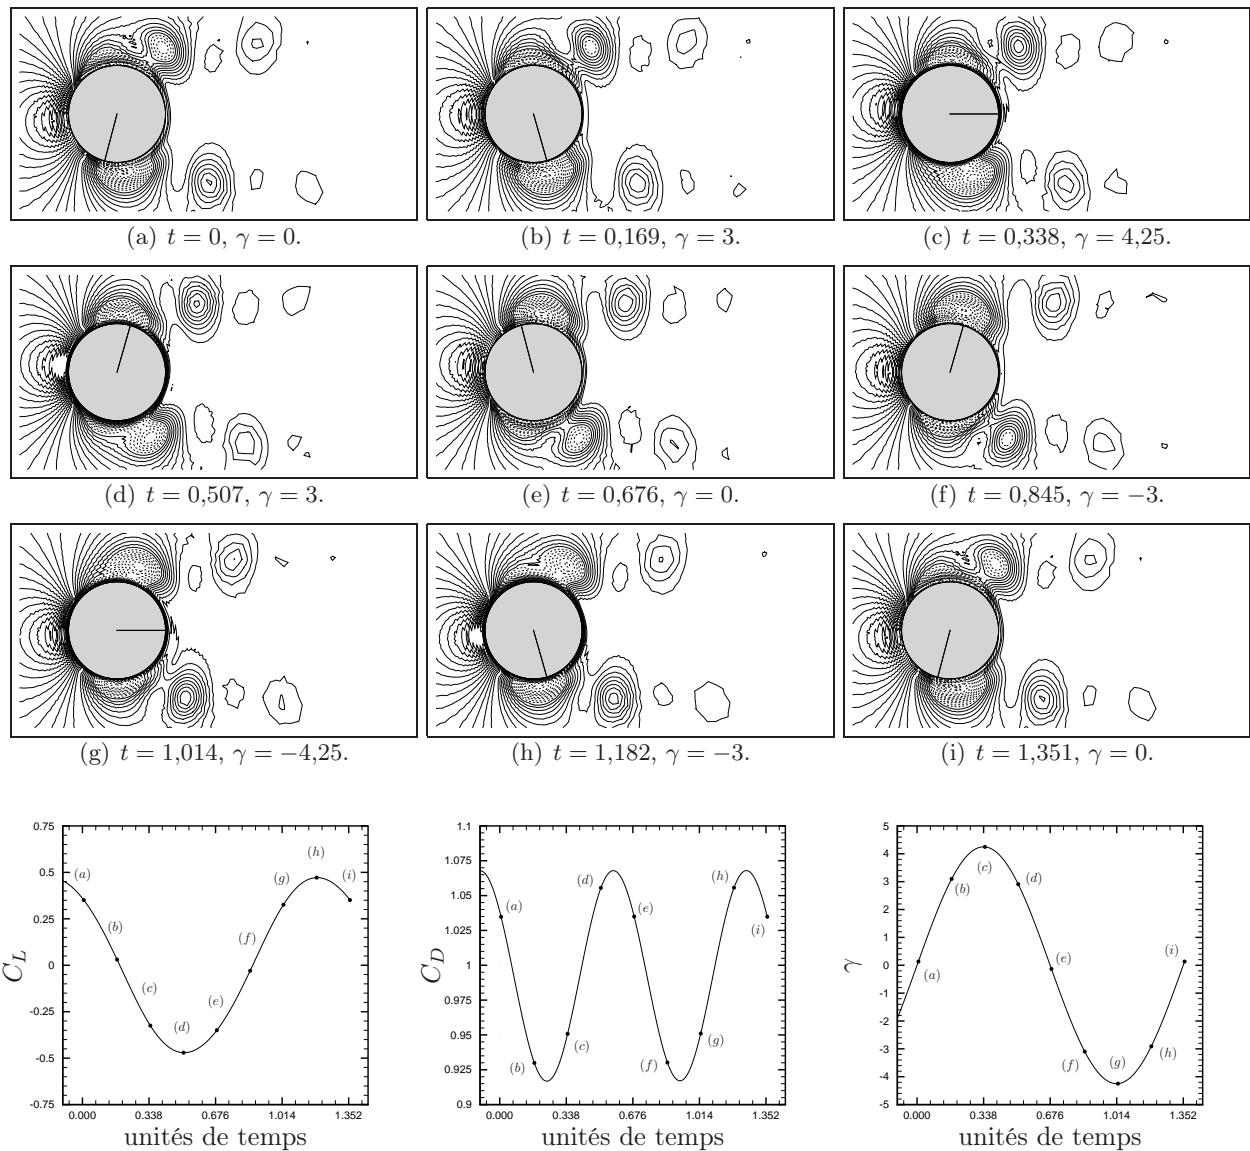 (a) t = 0, γ = 0.
(b) t = 0,169, γ = 3.
(c) t = 0,338, γ = 4,25.
(d) t = 0,507, γ = 3.
(e) t = 0,676, γ = 0.
(f) t = 0,845, γ = −3.
(g) t = 1,014, γ = −4,25.
(h) t = 1,182, γ = −3.
(i) t = 1,351, γ = 0.
0.75
0.5
0.25
0
-0.25
-0.5
-0.75
C_L
(a)
(b)
(c)
(d)
(e)
(f)
(g)
(h)
(i)
0.000 0.338 0.676 1.014 1.352
unités de temps
1.1
1.075
1.05
1.025
1
0.975
0.95
0.925
0.9
C_D
(a)
(b)
(c)
(d)
(e)
(f)
(g)
(h)
(i)
0.000 0.338 0.676 1.014 1.352
unités de temps
5
4
3
2
1
0
-1
-2
-3
-4
-5
γ
(a)
(b)
(c)
(d)
(e)
(f)
(g)
(h)
(i)
0.000 0.338 0.676 1.014 1.352
unités de temps